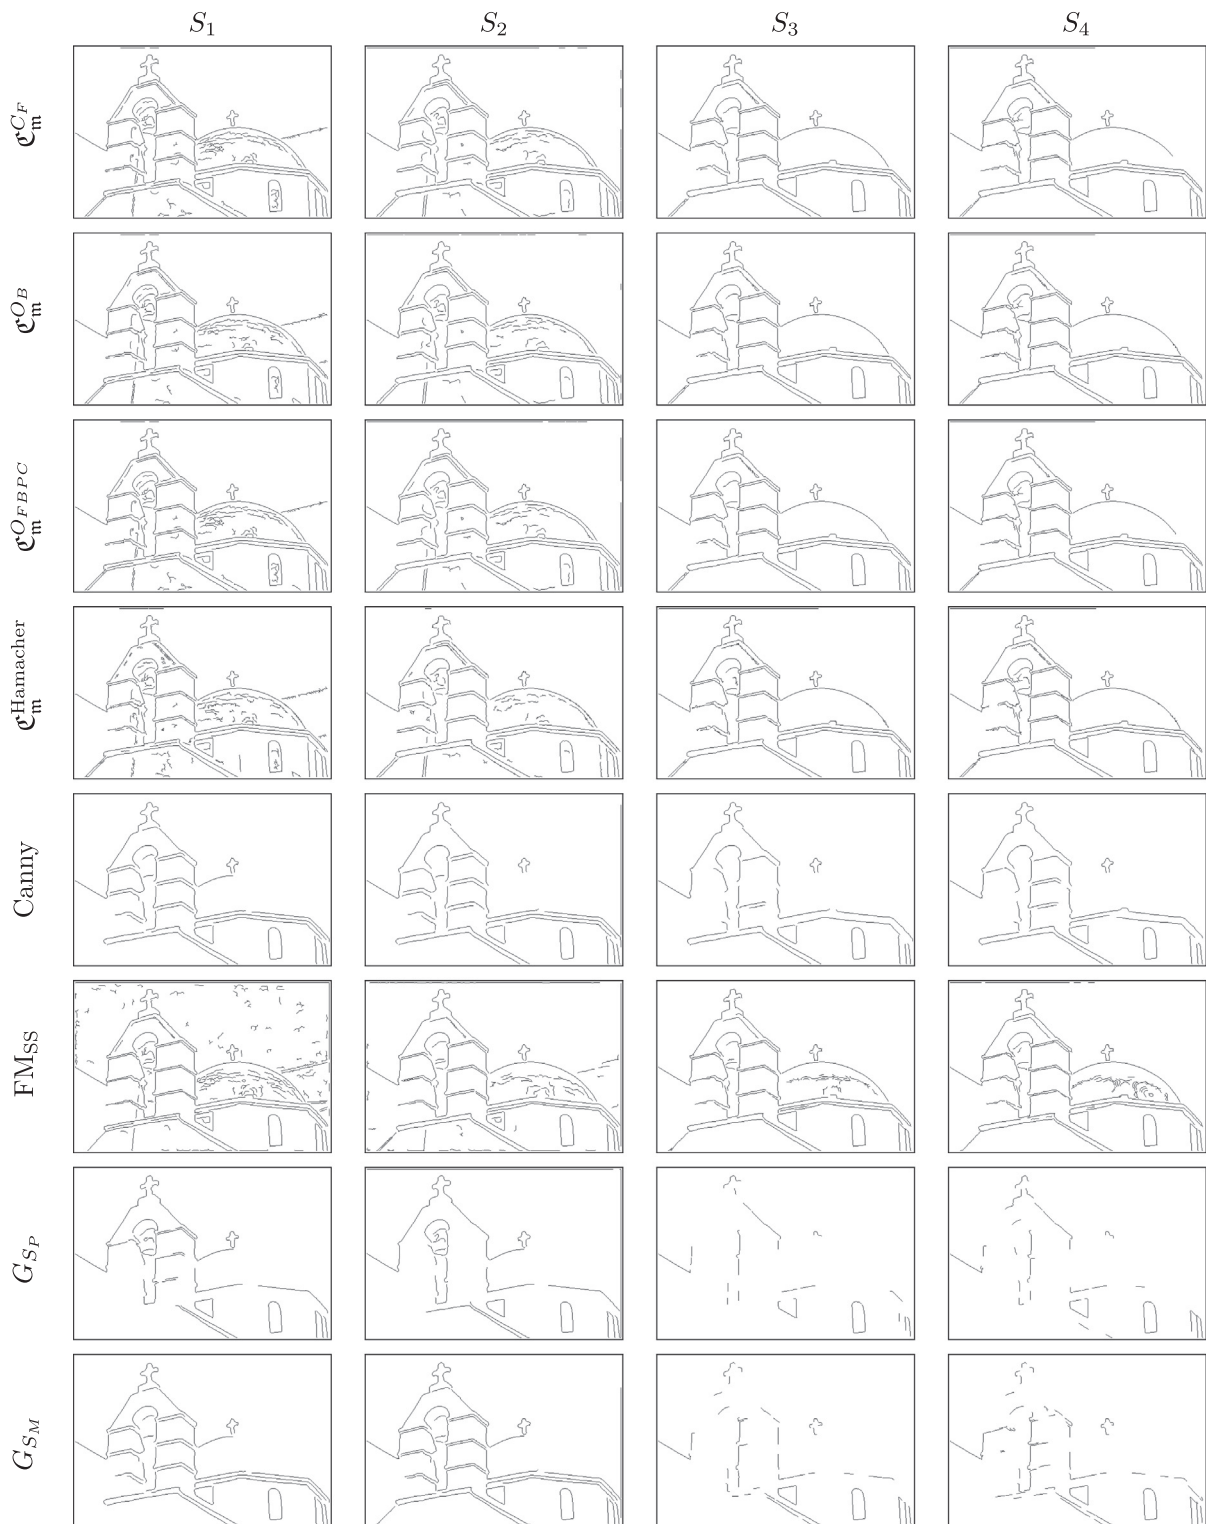 S1 S2 S3 S4
ℭ_m^{C_F}
ℭ_m^{O_B}
ℭ_m^{O_{FBPC}}
ℭ_m^{Hamacher}
Canny
FM_SS
G_{S_P}
G_{S_M}